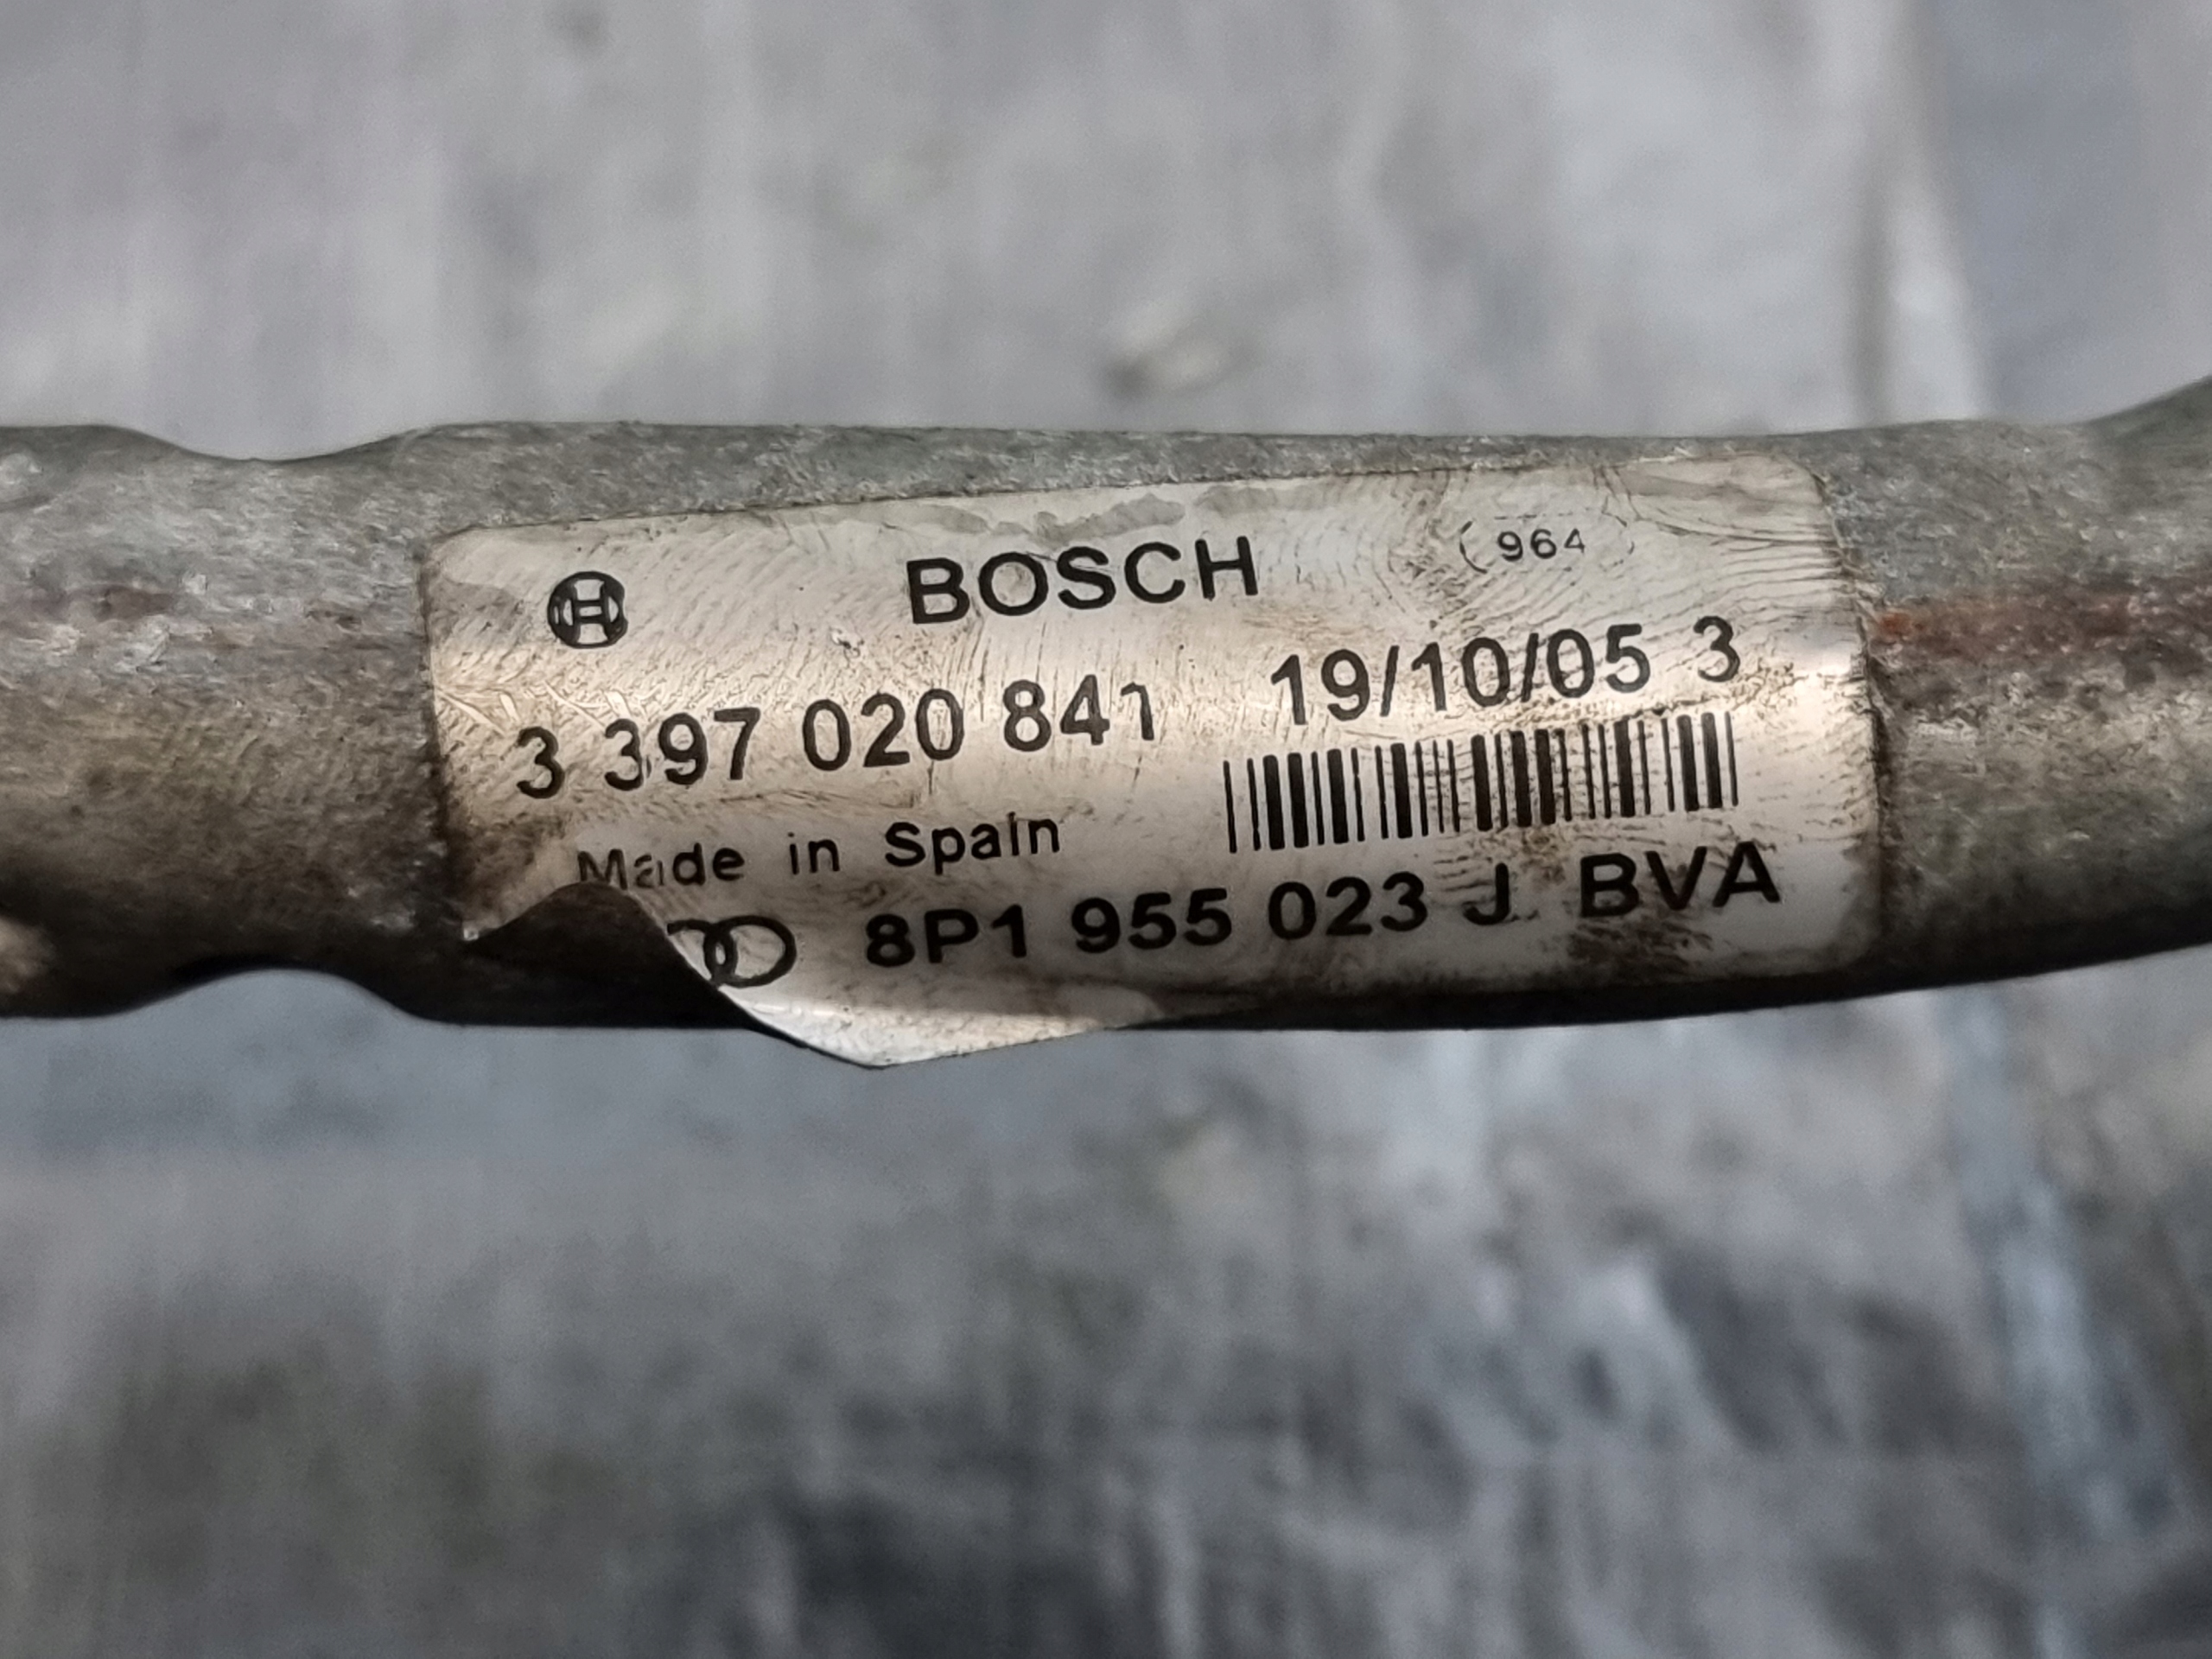 BOSCH (964)
3 397 020 841 19/10/05 3
Made in Spain
8P1 955 023 J BVA